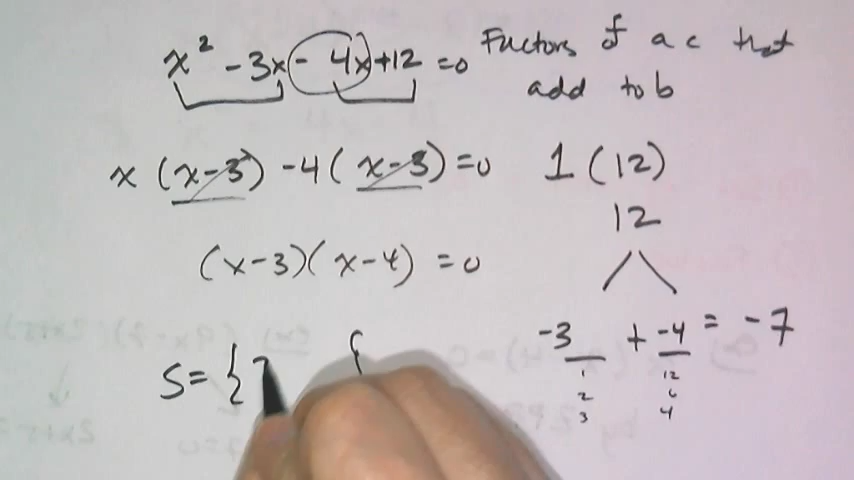 x² - 3x - 4x + 12 = 0
Factors of ac that
add to b
x (x-3) - 4 (x-3) = 0
1 (12)
12
(x-3)(x-4) = 0
-3 + -4 = -7
1 12
2 6
3 4
S = {